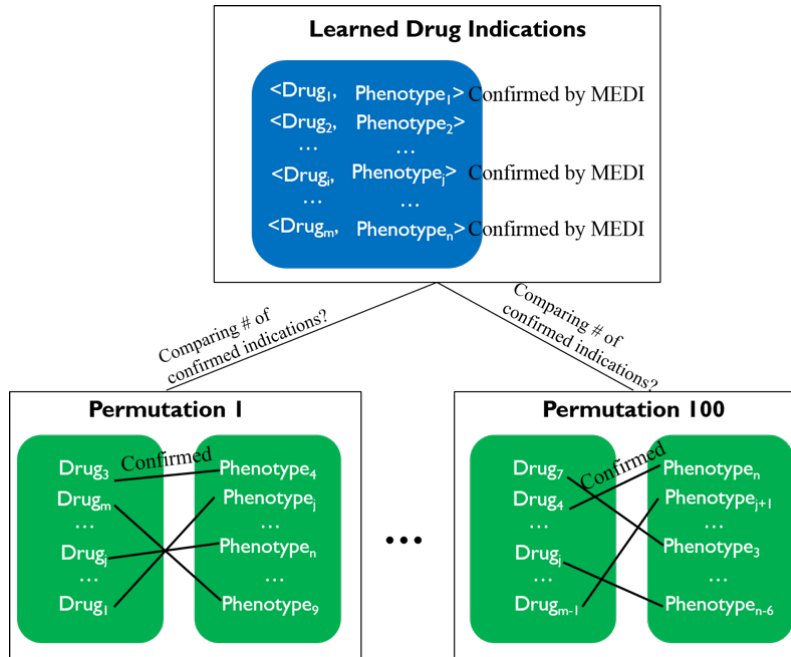 Learned Drug Indications
<Drug₁, Phenotype₁> Confirmed by MEDI
<Drug₂, Phenotype₂>
... ...
<Drugᵢ, Phenotypeⱼ> Confirmed by MEDI
... ...
<Drugₘ, Phenotypeₙ> Confirmed by MEDI
Comparing # of
confirmed indications?
Comparing # of
confirmed indications?
Permutation 1
Drug₃ Confirmed Phenotype₄
Drugₘ Phenotypeⱼ
... ...
Drugⱼ Phenotypeₙ
... ...
Drug₁ Phenotype₉
...
Permutation 100
Drug₇ Confirmed Phenotypeₙ
Drug₄ Phenotypeⱼ₊₁
... ...
Drugⱼ Phenotype₃
... ...
Drugₘ₋₁ Phenotypeₙ₋₆